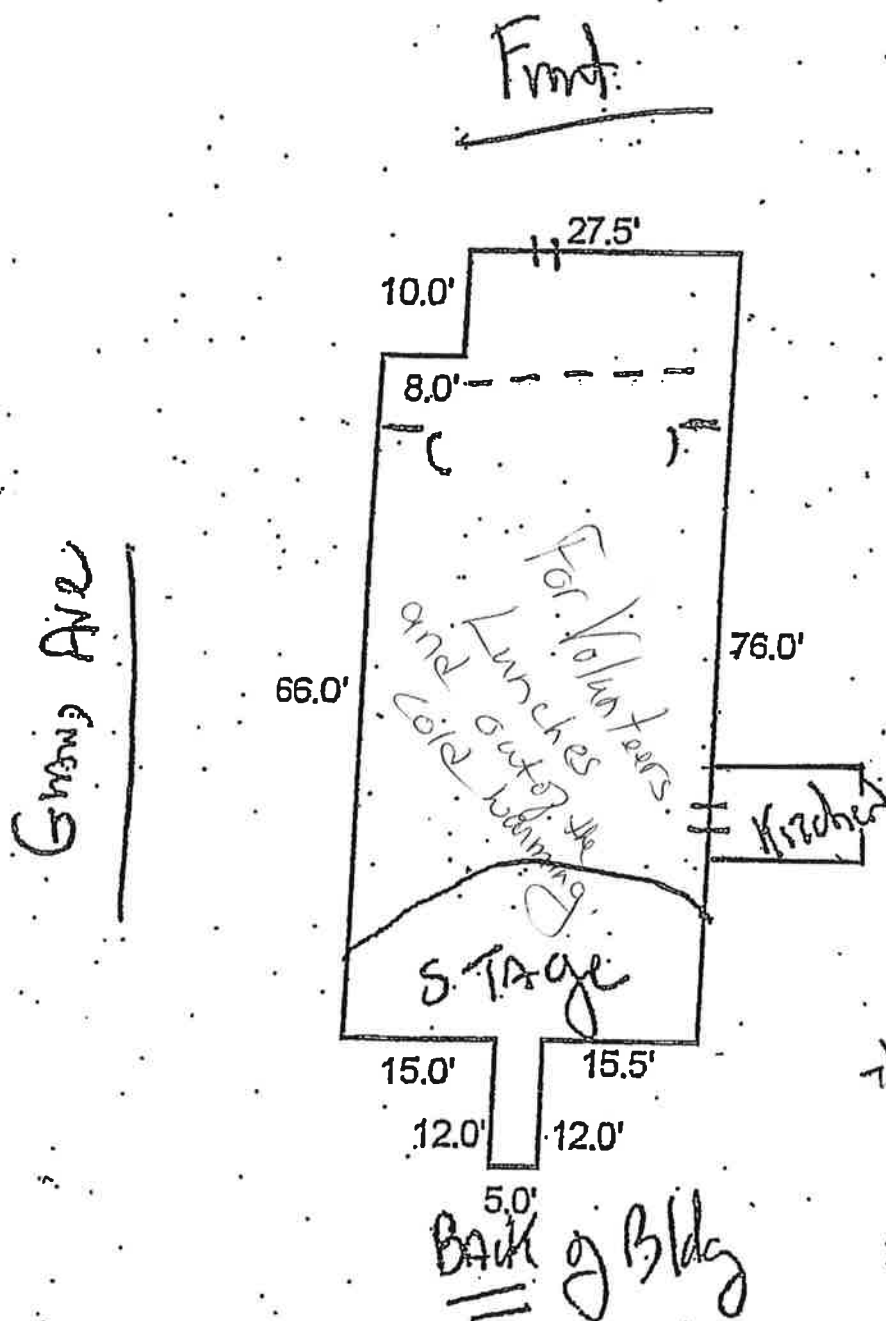 Front
27.5'
10.0'
8.0'
For Volunteers
Lunches
and out of the
Cold Warming
76.0'
66.0'
Grand Ave
Kitchen
STAge
15.0'
15.5'
12.0'
12.0'
5.0'
BACK of Bldg